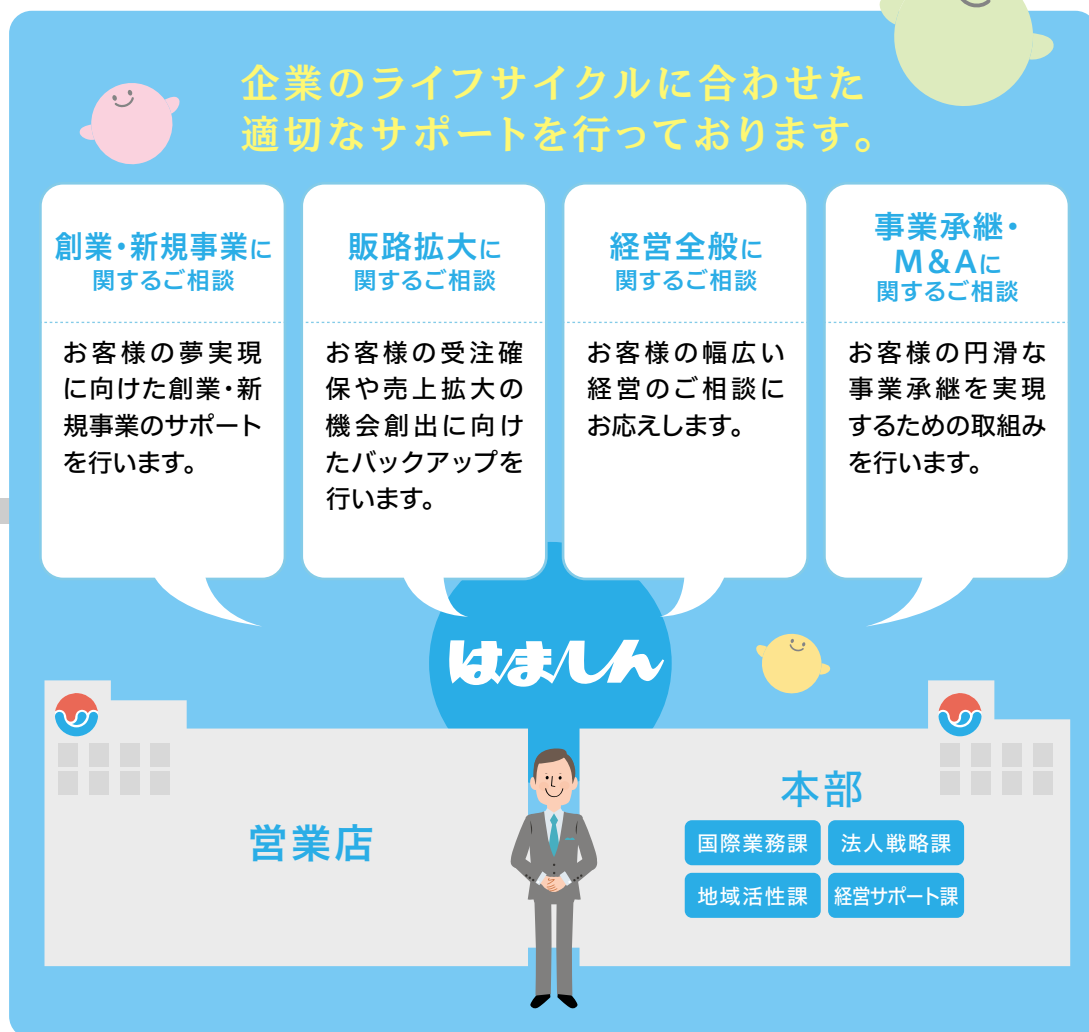 企業のライフサイクルに合わせた
適切なサポートを行っております。
創業・新規事業に
関するご相談
お客様の夢実現
に向けた創業・新
規事業のサポート
を行います。
販路拡大に
関するご相談
お客様の受注確
保や売上拡大の
機会創出に向け
たバックアップを
行います。
経営全般に
関するご相談
お客様の幅広い
経営のご相談に
お応えします。
事業承継・
M&Aに
関するご相談
お客様の円滑な
事業承継を実現
するための取組み
を行います。
はましん
営業店
本部
国際業務課
法人戦略課
地域活性課
経営サポート課